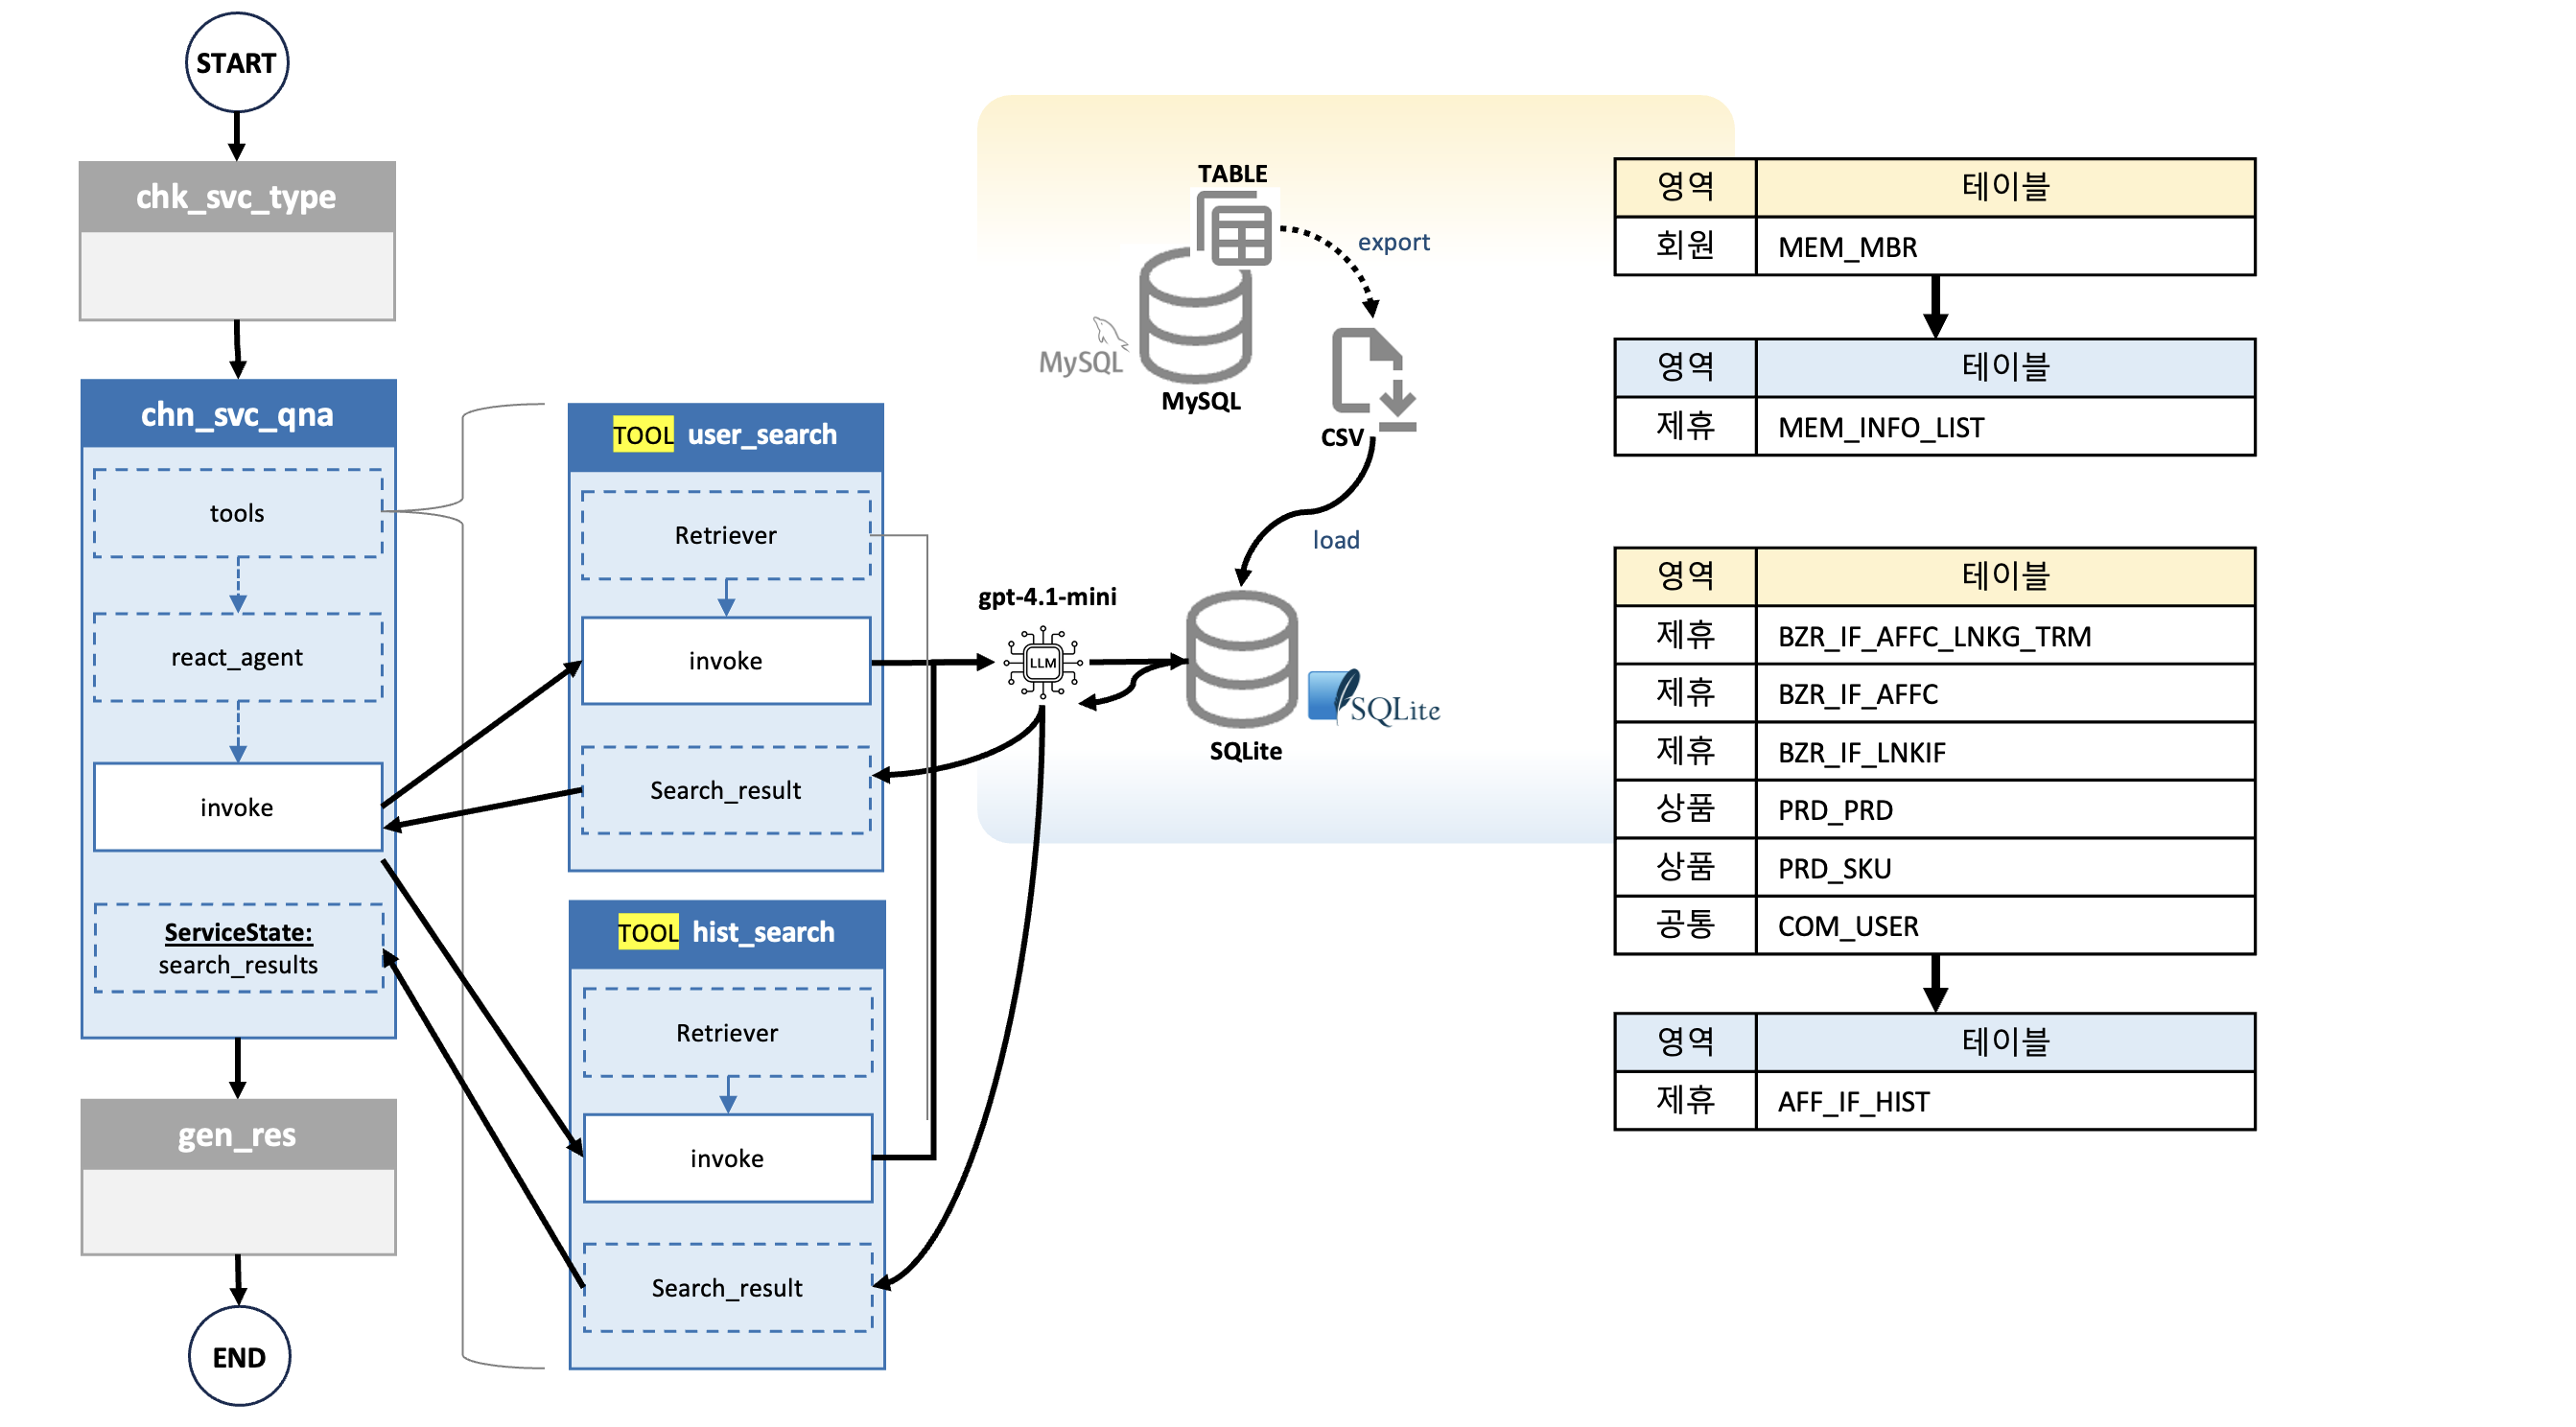 START
chk_svc_type
chn_svc_qna
tools
react_agent
invoke
ServiceState:
search_results
gen_res
END
TOOL user_search
Retriever
invoke
Search_result
TOOL hist_search
Retriever
invoke
Search_result
gpt-4.1-mini
LLM
TABLE
export
MySQL
MySQL
CSV
load
SQLite
SQLite
영역 테이블
회원 MEM_MBR
영역 테이블
제휴 MEM_INFO_LIST
영역 테이블
제휴 BZR_IF_AFFC_LNKG_TRM
제휴 BZR_IF_AFFC
제휴 BZR_IF_LNKIF
상품 PRD_PRD
상품 PRD_SKU
공통 COM_USER
영역 테이블
제휴 AFF_IF_HIST